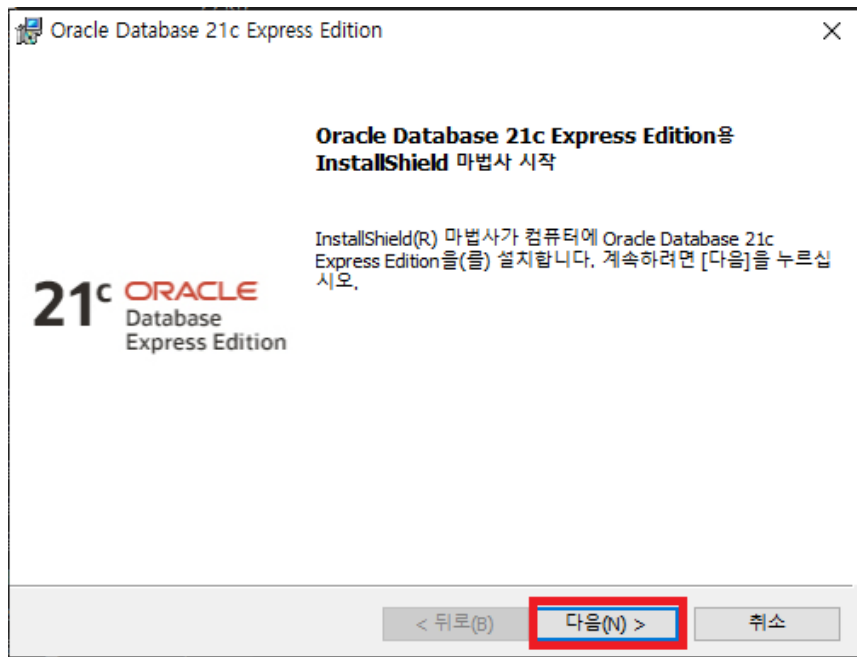 Oracle Database 21c Express Edition
Oracle Database 21c Express Edition용
InstallShield 마법사 시작
InstallShield(R) 마법사가 컴퓨터에 Oracle Database 21c
Express Edition을(를) 설치합니다. 계속하려면 [다음]을 누르십
시오.
21c ORACLE
Database
Express Edition
< 뒤로(B)
다음(N) >
취소